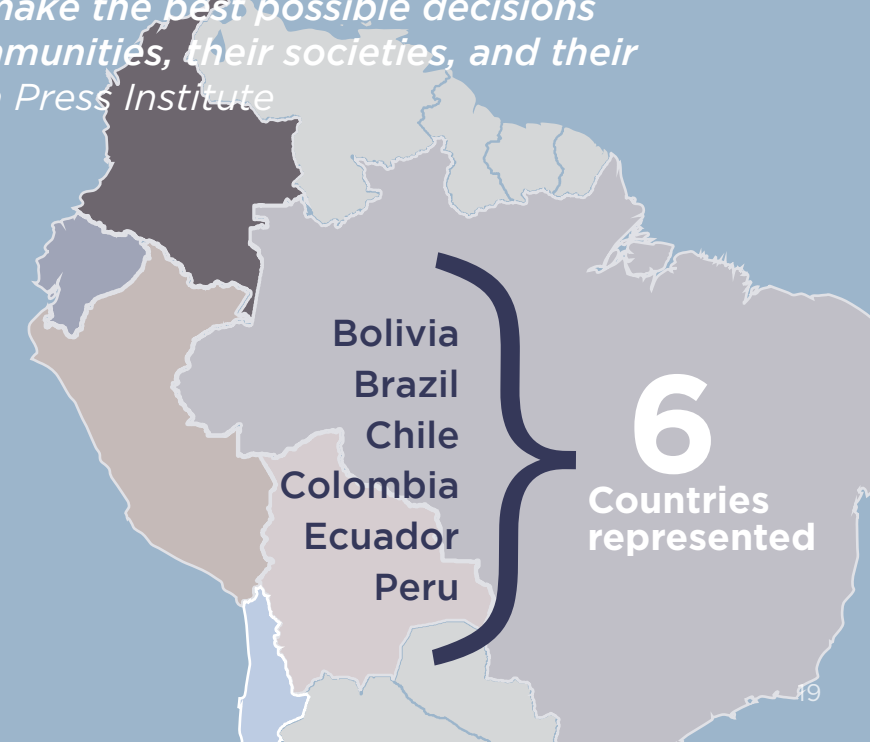 make the best possible decisions
munities, their societies, and their
Press Institute
Bolivia
Brazil
Chile
Colombia
Ecuador
Peru
6
Countries
represented
19